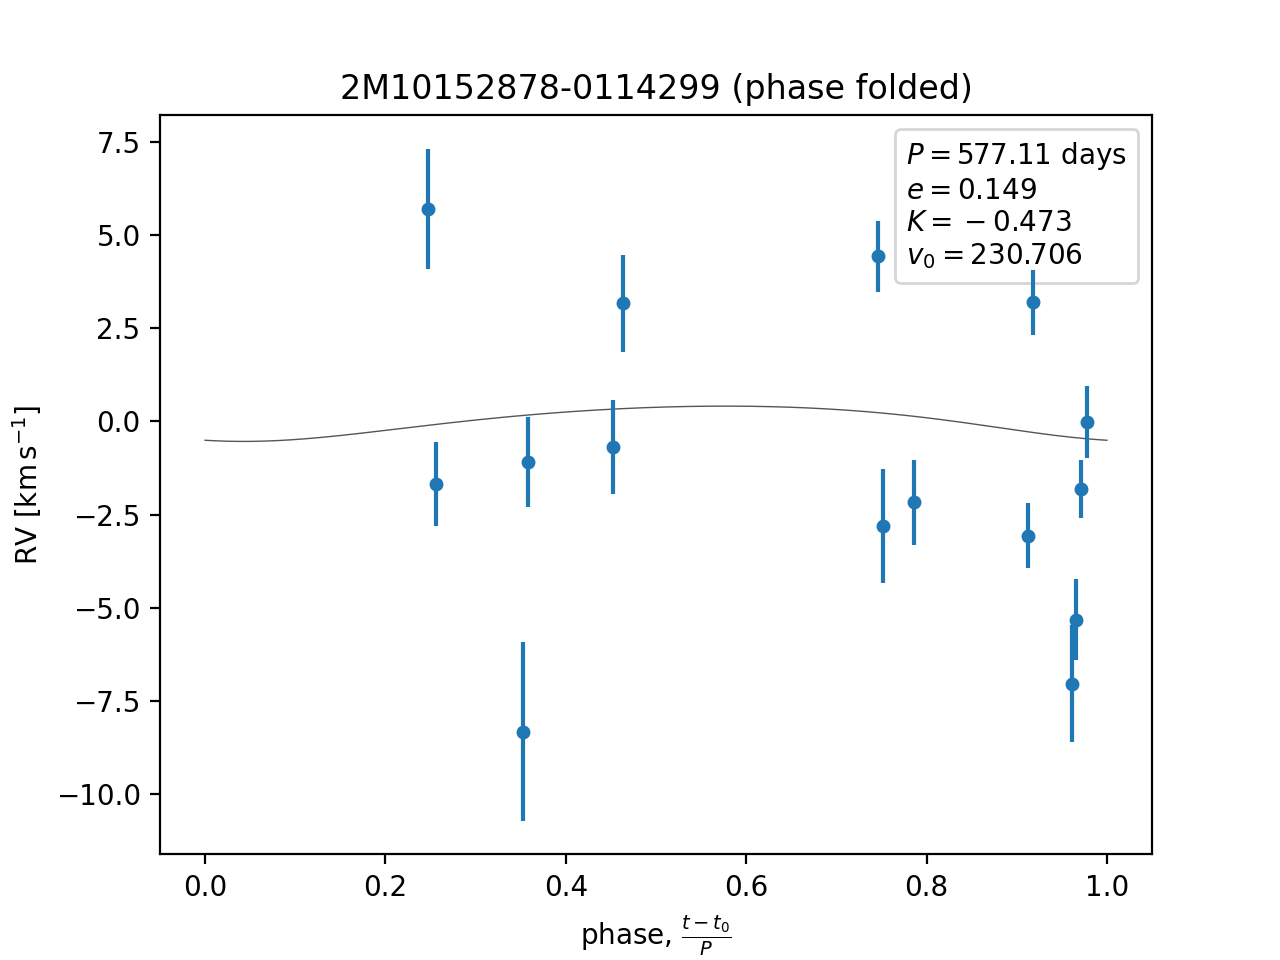 2M10152878-0114299 (phase folded)
P = 577.11 days
e = 0.149
K = −0.473
v₀ = 230.706
RV [km s⁻¹]
7.5
5.0
2.5
0.0
−2.5
−5.0
−7.5
−10.0
0.0 0.2 0.4 0.6 0.8 1.0
phase, (t − t₀)/P